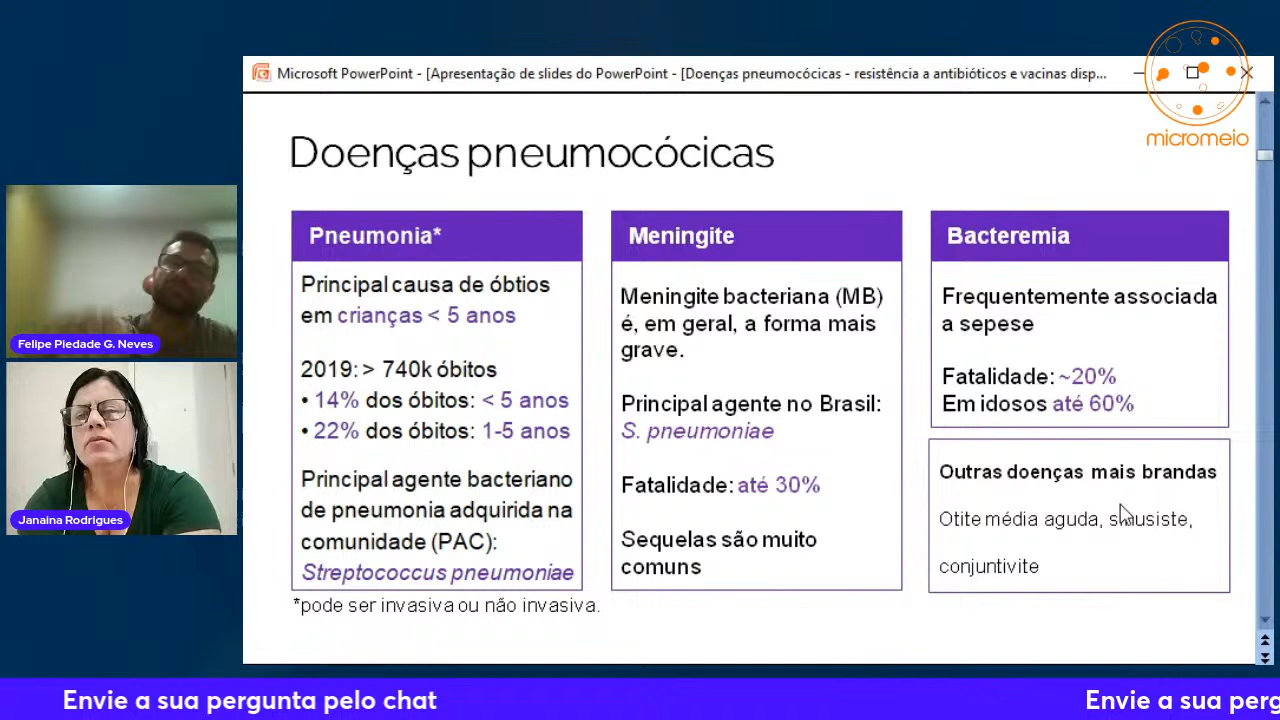 Microsoft PowerPoint - [Apresentação de slides do PowerPoint - [Doenças pneumocócicas - resistência a antibióticos e vacinas disp...
micromeio
Doenças pneumocócicas
Pneumonia*
Principal causa de óbtios
em crianças < 5 anos
2019: > 740k óbitos
• 14% dos óbitos: < 5 anos
• 22% dos óbitos: 1-5 anos
Principal agente bacteriano
de pneumonia adquirida na
comunidade (PAC):
Streptococcus pneumoniae
*pode ser invasiva ou não invasiva.
Meningite
Meningite bacteriana (MB)
é, em geral, a forma mais
grave.
Principal agente no Brasil:
S. pneumoniae
Fatalidade: até 30%
Sequelas são muito
comuns
Bacteremia
Frequentemente associada
a sepese
Fatalidade: ~20%
Em idosos até 60%
Outras doenças mais brandas
Otite média aguda, sinusiste,
conjuntivite
Felipe Piedade G. Neves
Janaina Rodrigues
Envie a sua pergunta pelo chat
Envie a sua perg